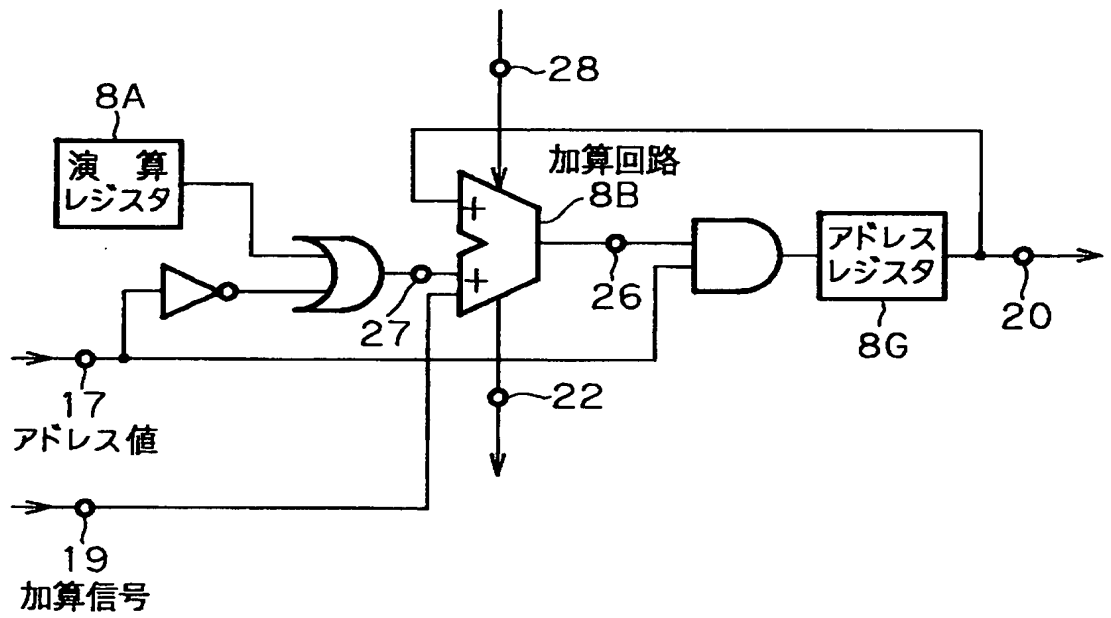 28
8A
演 算
レジスタ
加算回路
8B
+
+
アドレス
レジスタ
26
27
20
8G
17
アドレス値
22
19
加算信号